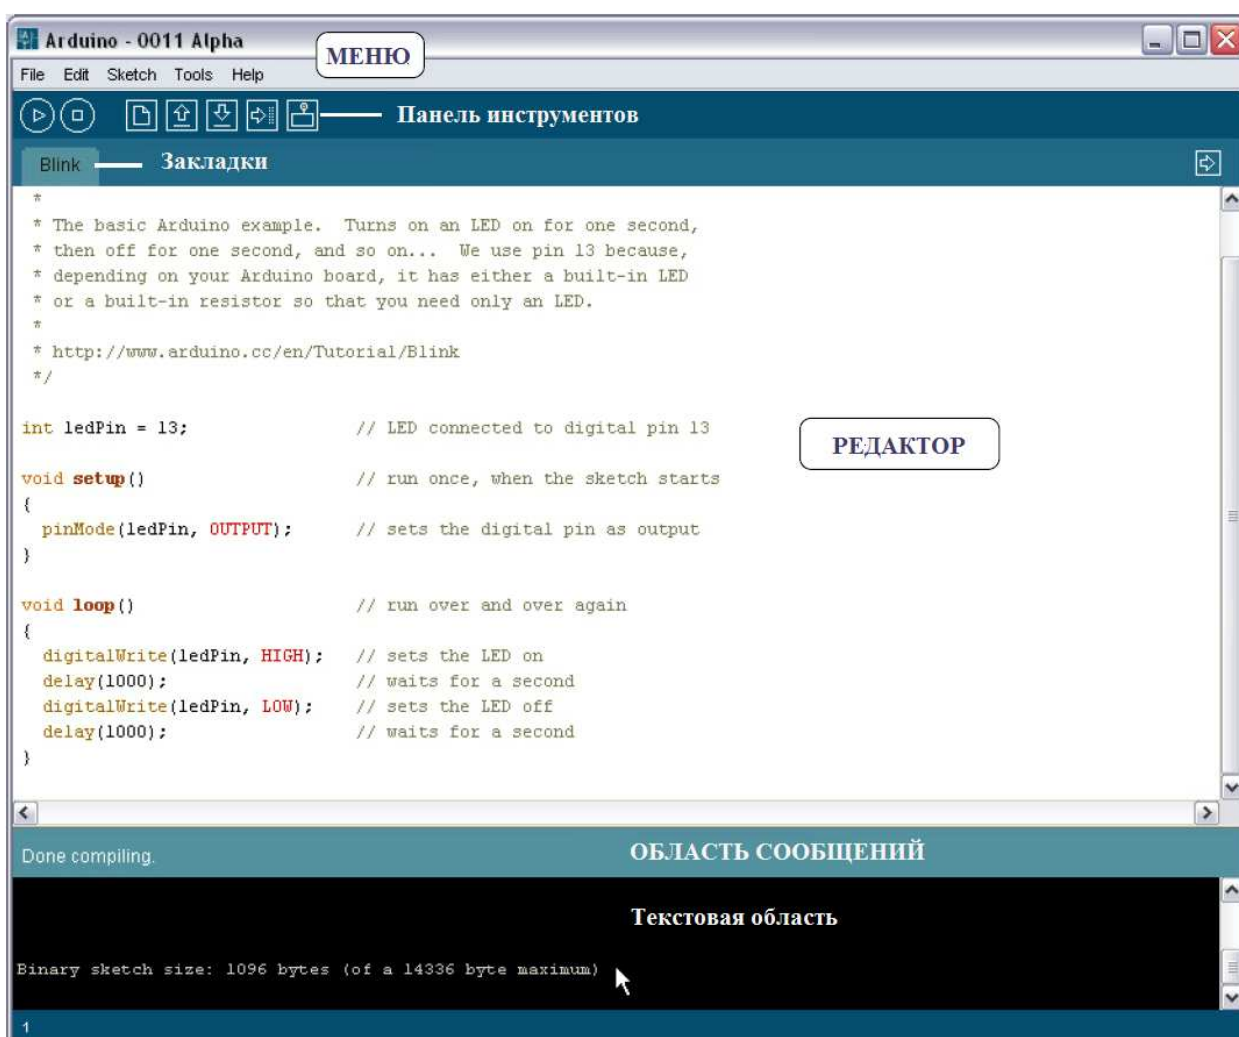 Arduino - 0011 Alpha
МЕНЮ
File Edit Sketch Tools Help
Панель инструментов
Blink
Закладки
*
* The basic Arduino example.  Turns on an LED on for one second,
* then off for one second, and so on...  We use pin 13 because,
* depending on your Arduino board, it has either a built-in LED
* or a built-in resistor so that you need only an LED.
*
* http://www.arduino.cc/en/Tutorial/Blink
*/
int ledPin = 13; // LED connected to digital pin 13
РЕДАКТОР
void setup() // run once, when the sketch starts
{
pinMode(ledPin, OUTPUT); // sets the digital pin as output
}
void loop() // run over and over again
{
digitalWrite(ledPin, HIGH); // sets the LED on
delay(1000); // waits for a second
digitalWrite(ledPin, LOW); // sets the LED off
delay(1000); // waits for a second
}
Done compiling.
ОБЛАСТЬ СООБЩЕНИЙ
Текстовая область
Binary sketch size: 1096 bytes (of a 14336 byte maximum)
1